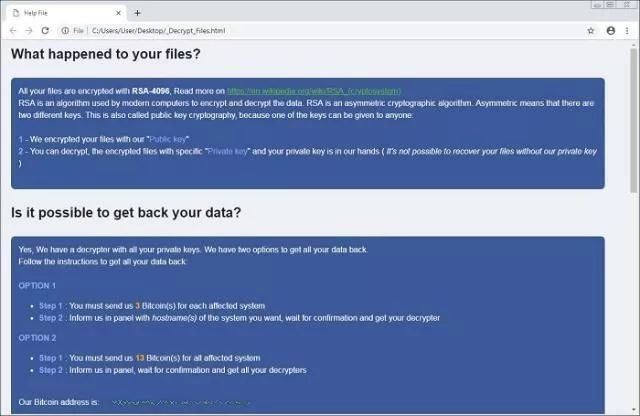 Help File
File | C:/Users/User/Desktop/_Decrypt_Files.html
What happened to your files?
All your files are encrypted with RSA-4096, Read more on https://en.wikipedia.org/wiki/RSA_(cryptosystem)
RSA is an algorithm used by modern computers to encrypt and decrypt the data. RSA is an asymmetric cryptographic algorithm. Asymmetric means that there are
two different keys. This is also called public key cryptography, because one of the keys can be given to anyone:
1 - We encrypted your files with our "Public key"
2 - You can decrypt, the encrypted files with specific "Private key" and your private key is in our hands ( It's not possible to recover your files without our private key
)
Is it possible to get back your data?
Yes, We have a decrypter with all your private keys. We have two options to get all your data back.
Follow the instructions to get all your data back:
OPTION 1
Step 1 : You must send us 3 Bitcoin(s) for each affected system
Step 2 : Inform us in panel with hostname(s) of the system you want, wait for confirmation and get your decrypter
OPTION 2
Step 1 : You must send us 13 Bitcoin(s) for all affected system
Step 2 : Inform us in panel, wait for confirmation and get all your decrypters
Our Bitcoin address is: